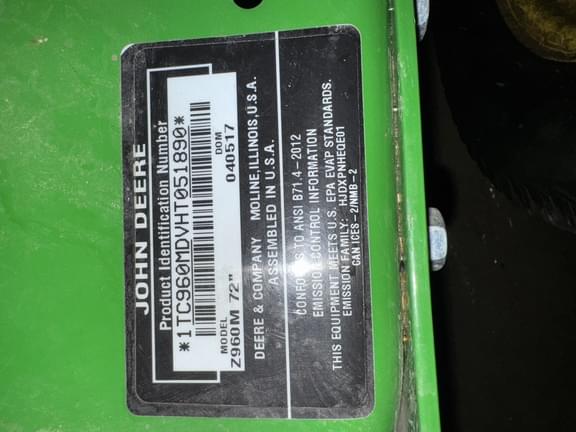 JOHN DEERE
Product Identification Number
*1TC960MDVHT051890*
MODEL DOM
Z960M 72" 040517
DEERE & COMPANY MOLINE, ILLINOIS, U.S.A.
ASSEMBLED IN U.S.A.
CONFORMS TO ANSI B71.4-2012
EMISSION CONTROL INFORMATION
THIS EQUIPMENT MEETS U.S. EPA EVAP STANDARDS.
EMISSION FAMILY: HJDXPNHEQE01
CAN ICES-2/NMB-2